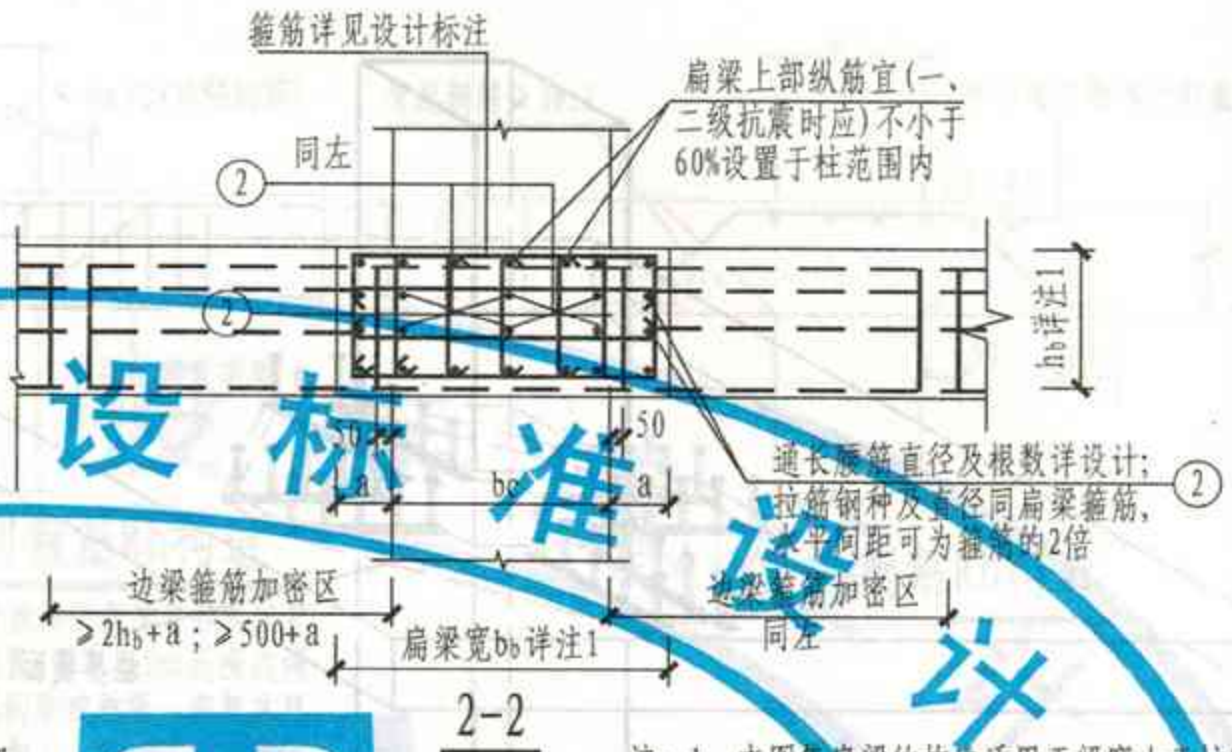 箍筋详见设计标注
扁梁上部纵筋宜(一、
二级抗震时应)不小于
60%设置于柱范围内
同左
②
②
hb详注1
50
50
a
bc
a
通长腰筋直径及根数详设计;
拉筋钢种及直径同扁梁箍筋,
水平间距可为箍筋的2倍
②
边梁箍筋加密区
≥2hb+a;≥500+a
边梁箍筋加密区
同左
扁梁宽bb详注1
2-2
设标准设计